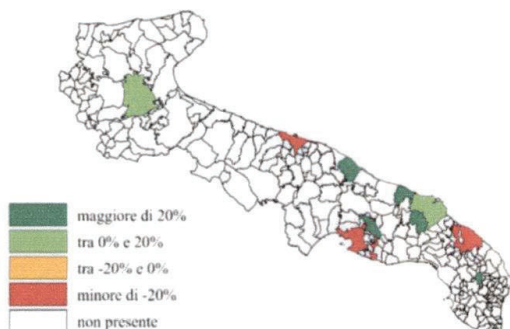 maggiore di 20%
tra 0% e 20%
tra -20% e 0%
minore di -20%
non presente